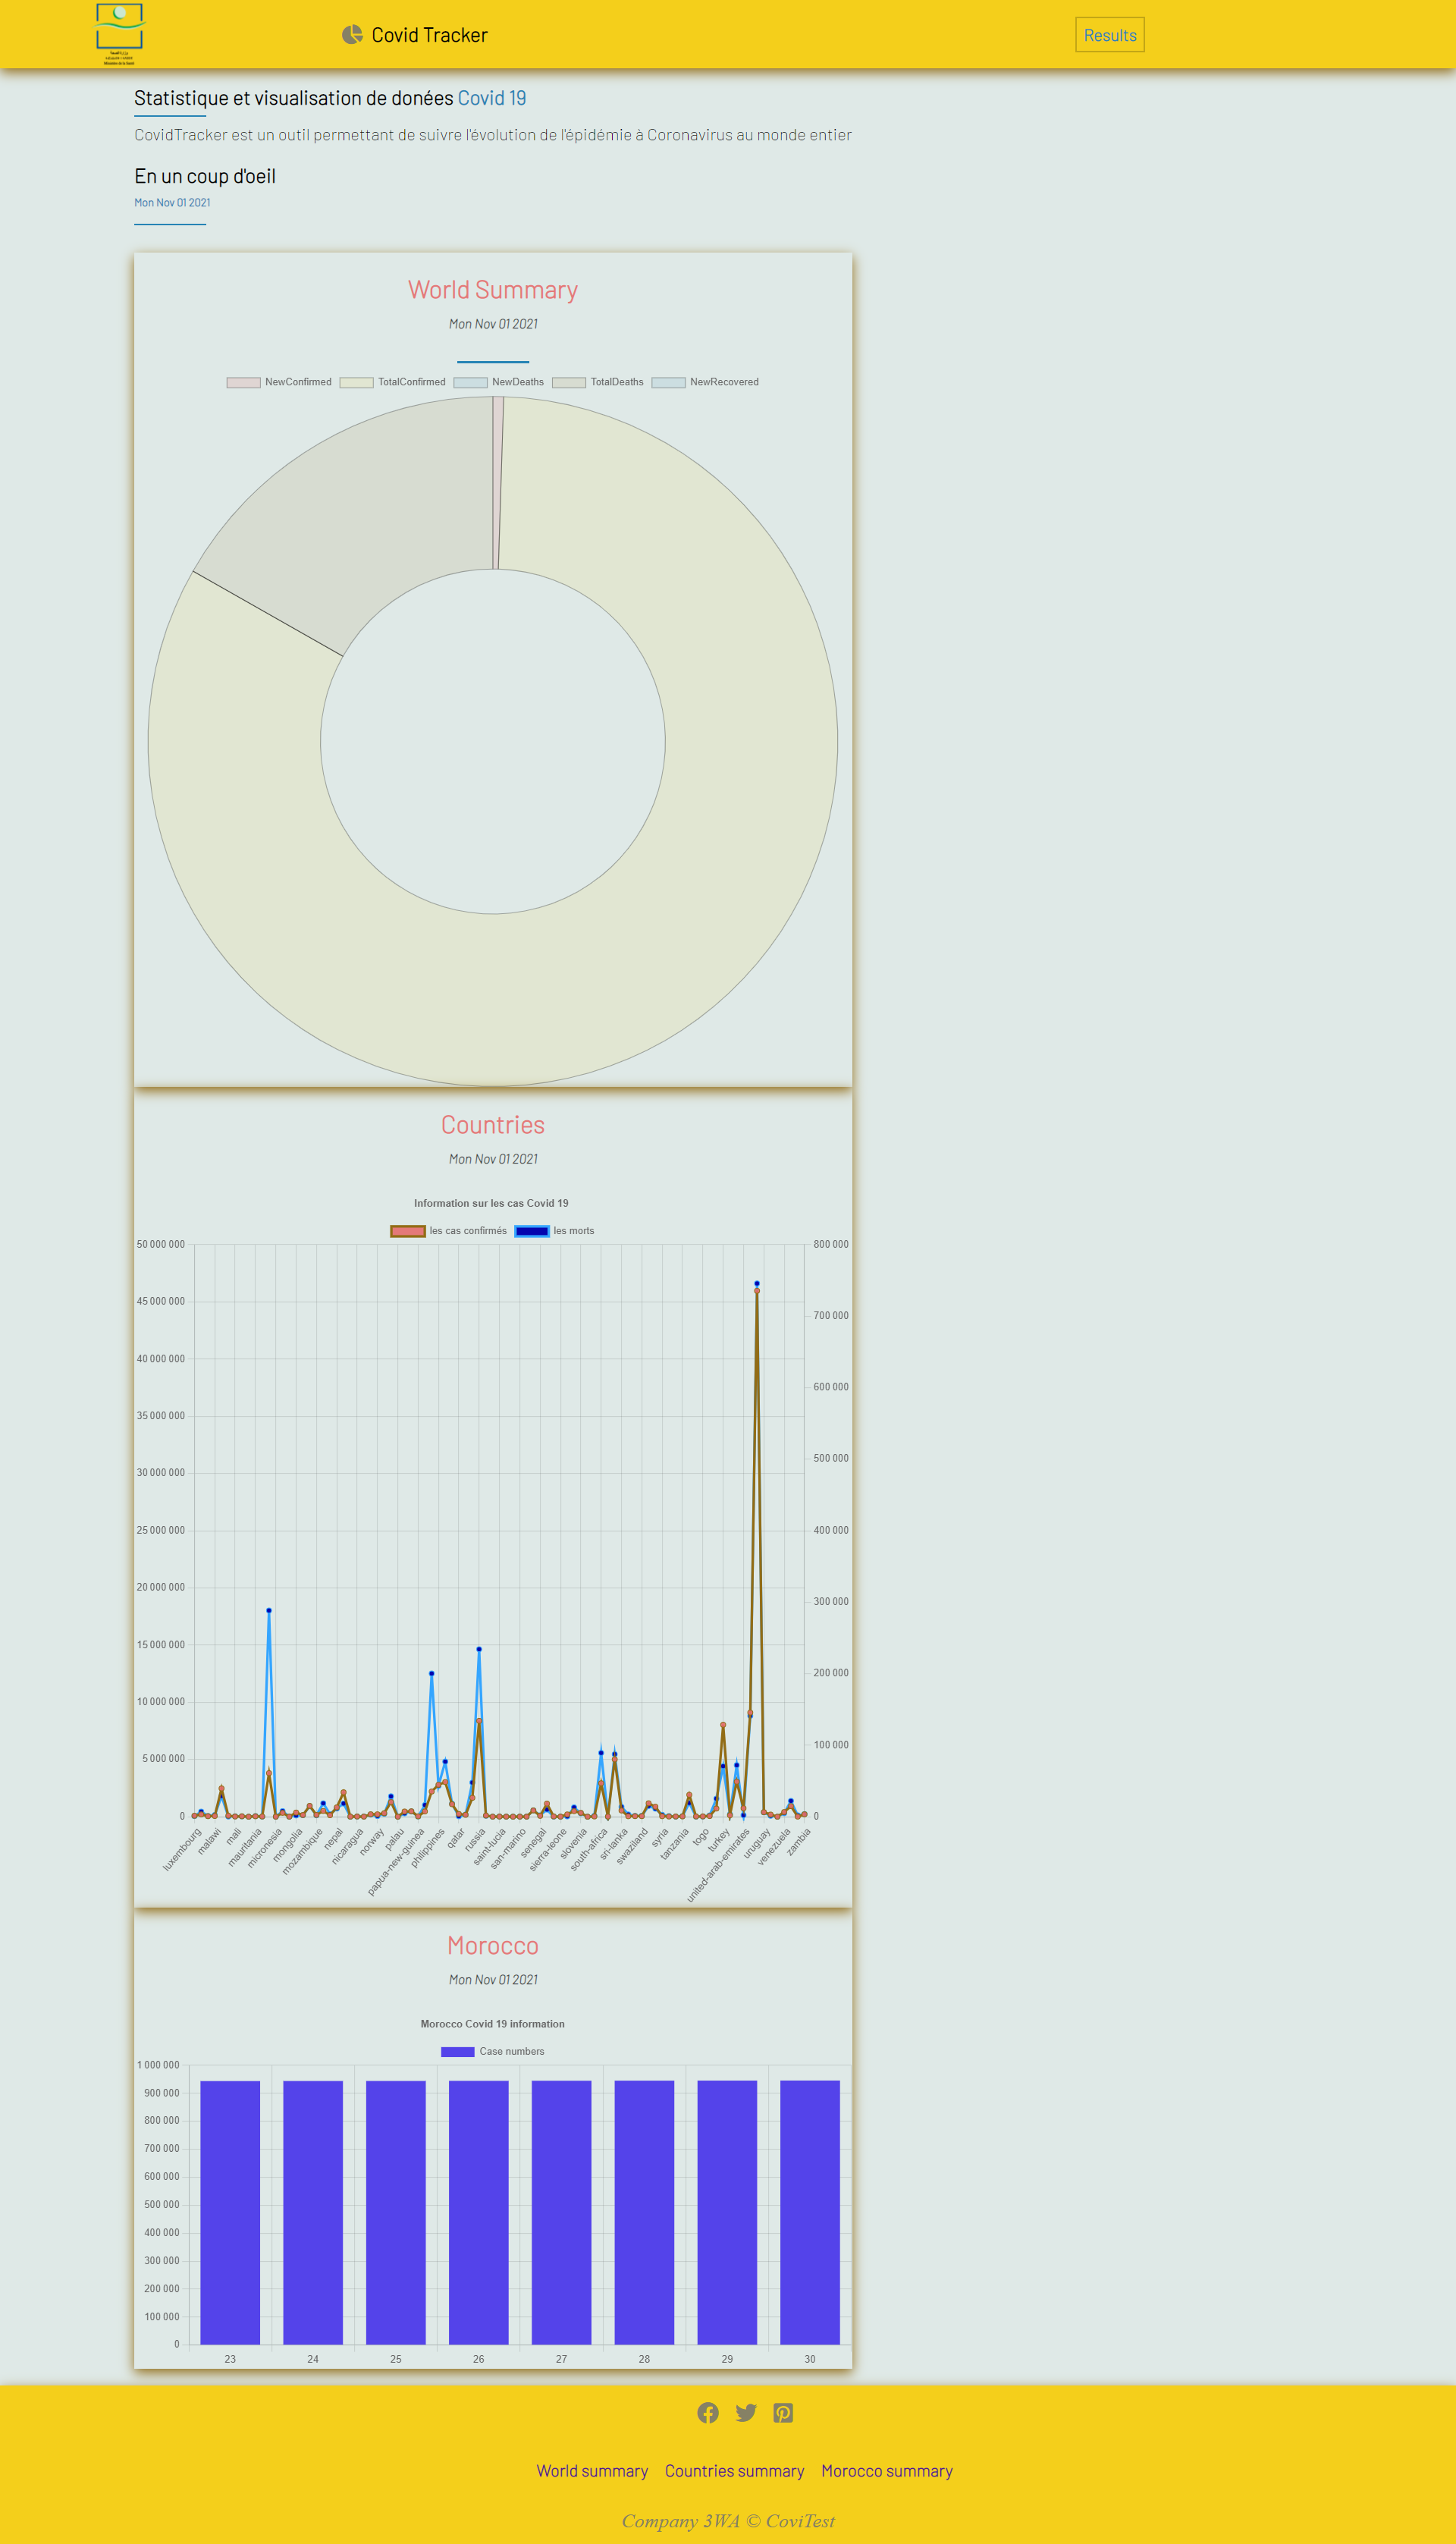 وزارة الصحة
Ministère de la Santé
Covid Tracker
Results
Statistique et visualisation de donées Covid 19
CovidTracker est un outil permettant de suivre l'évolution de l'épidémie à Coronavirus au monde entier
En un coup d'oeil
Mon Nov 01 2021
World Summary
Mon Nov 01 2021
NewConfirmed TotalConfirmed NewDeaths TotalDeaths NewRecovered
Countries
Mon Nov 01 2021
Information sur les cas Covid 19
les cas confirmés les morts
50 000 000 800 000
45 000 000
700 000
40 000 000
600 000
35 000 000
500 000
30 000 000
25 000 000 400 000
20 000 000
300 000
15 000 000
200 000
10 000 000
100 000
5 000 000
0 0
luxembourg malawi mali mauritania micronesia mongolia mozambique nepal nicaragua norway palau papua-new-guinea philippines qatar russia saint-lucia san-marino senegal sierra-leone slovenia south-africa sri-lanka swaziland syria tanzania togo turkey united-arab-emirates uruguay venezuela zambia
Morocco
Mon Nov 01 2021
Morocco Covid 19 information
Case numbers
1 000 000
900 000
800 000
700 000
600 000
500 000
400 000
300 000
200 000
100 000
0
23 24 25 26 27 28 29 30
World summary Countries summary Morocco summary
Company 3WA © CoviTest